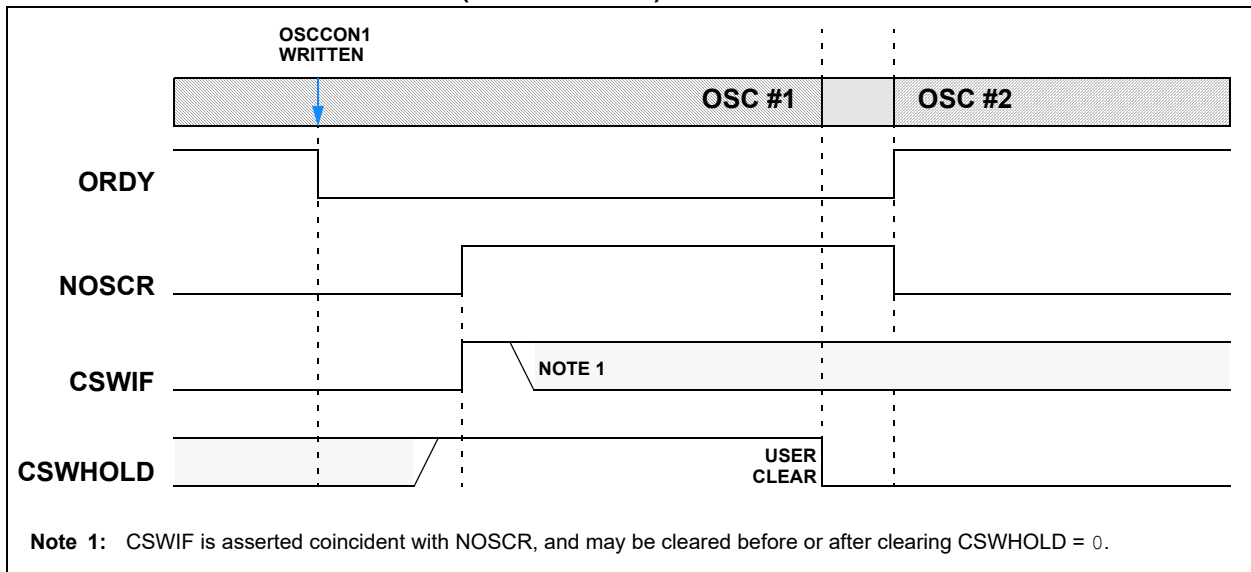 OSCCON1
WRITTEN
OSC #1
OSC #2
ORDY
NOSCR
CSWIF
NOTE 1
CSWHOLD
USER
CLEAR
Note 1: CSWIF is asserted coincident with NOSCR, and may be cleared before or after clearing CSWHOLD = 0.